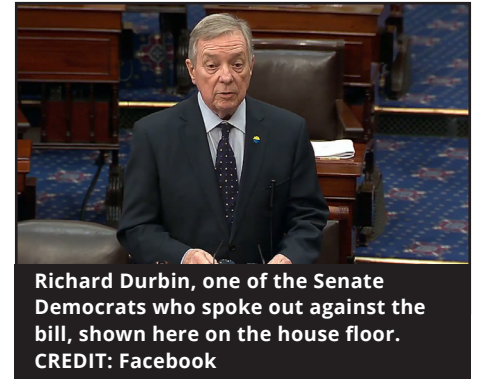 Richard Durbin, one of the Senate
Democrats who spoke out against the
bill, shown here on the house floor.
CREDIT: Facebook